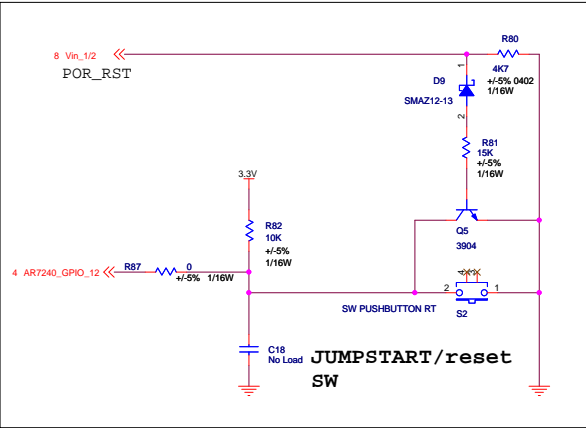 R80
8 Vin_1/2
POR_RST
4K7
+/-5% 0402
1/16W
1
D9
SMAZ12-13
2
R81
15K
+/-5%
1/16W
3.3V
R82
10K
+/-5%
1/16W
Q5
3904
4 AR7240_GPIO_12
R87
0
+/-5% 1/16W
4
3
2
1
SW PUSHBUTTON RT
S2
C18
No Load
JUMPSTART/reset
SW